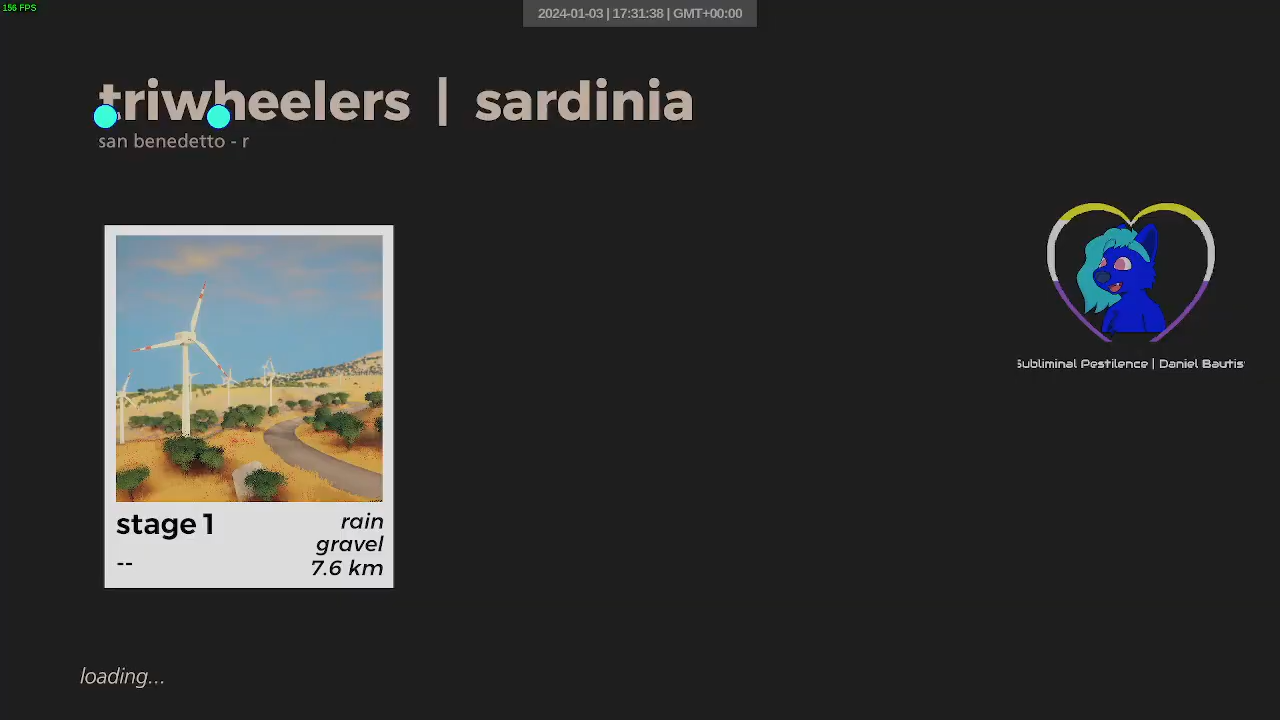 156 FPS
2024-01-03 | 17:31:38 | GMT+00:00
triwheelers | sardinia
san benedetto - r
Subliminal Pestilence | Daniel Bautis
stage 1
--
rain
gravel
7.6 km
loading...